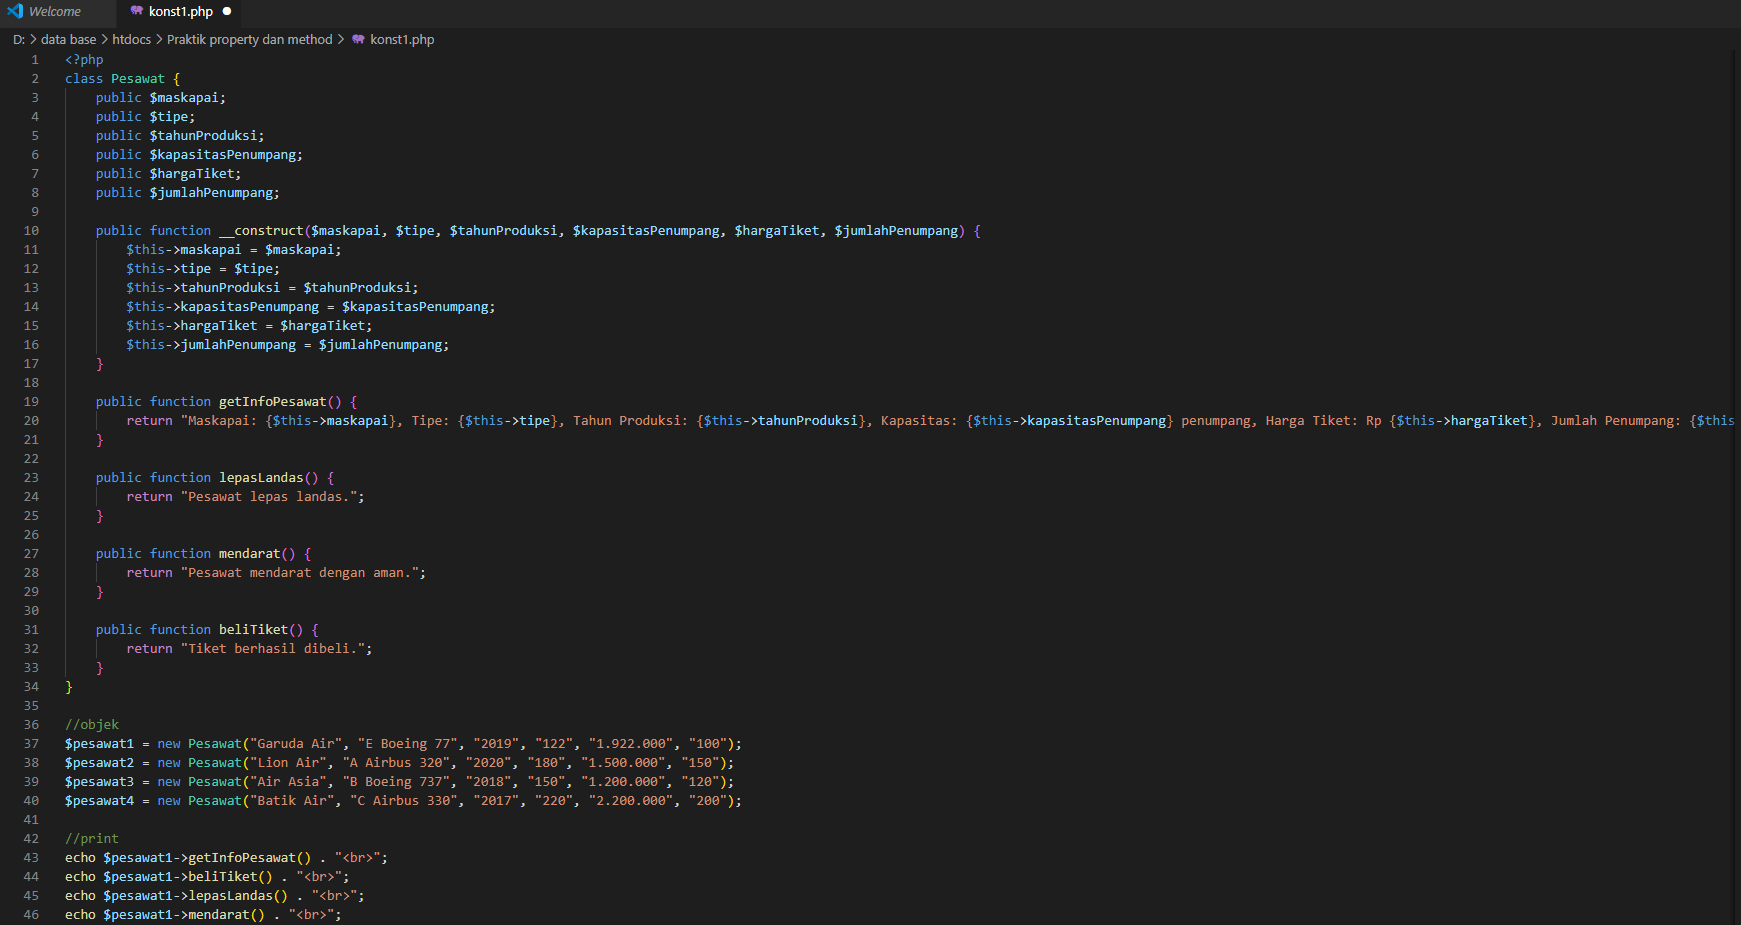 Welcome konst1.php
D: > data base > htdocs > Praktik property dan method > konst1.php
1 <?php
2 class Pesawat {
3 public $maskapai;
4 public $tipe;
5 public $tahunProduksi;
6 public $kapasitasPenumpang;
7 public $hargaTiket;
8 public $jumlahPenumpang;
9
10 public function __construct($maskapai, $tipe, $tahunProduksi, $kapasitasPenumpang, $hargaTiket, $jumlahPenumpang) {
11 $this->maskapai = $maskapai;
12 $this->tipe = $tipe;
13 $this->tahunProduksi = $tahunProduksi;
14 $this->kapasitasPenumpang = $kapasitasPenumpang;
15 $this->hargaTiket = $hargaTiket;
16 $this->jumlahPenumpang = $jumlahPenumpang;
17 }
18
19 public function getInfoPesawat() {
20 return "Maskapai: {$this->maskapai}, Tipe: {$this->tipe}, Tahun Produksi: {$this->tahunProduksi}, Kapasitas: {$this->kapasitasPenumpang} penumpang, Harga Tiket: Rp {$this->hargaTiket}, Jumlah Penumpang: {$this
21 }
22
23 public function lepasLandas() {
24 return "Pesawat lepas landas.";
25 }
26
27 public function mendarat() {
28 return "Pesawat mendarat dengan aman.";
29 }
30
31 public function beliTiket() {
32 return "Tiket berhasil dibeli.";
33 }
34 }
35
36 //objek
37 $pesawat1 = new Pesawat("Garuda Air", "E Boeing 77", "2019", "122", "1.922.000", "100");
38 $pesawat2 = new Pesawat("Lion Air", "A Airbus 320", "2020", "180", "1.500.000", "150");
39 $pesawat3 = new Pesawat("Air Asia", "B Boeing 737", "2018", "150", "1.200.000", "120");
40 $pesawat4 = new Pesawat("Batik Air", "C Airbus 330", "2017", "220", "2.200.000", "200");
41
42 //print
43 echo $pesawat1->getInfoPesawat() . "<br>";
44 echo $pesawat1->beliTiket() . "<br>";
45 echo $pesawat1->lepasLandas() . "<br>";
46 echo $pesawat1->mendarat() . "<br>";